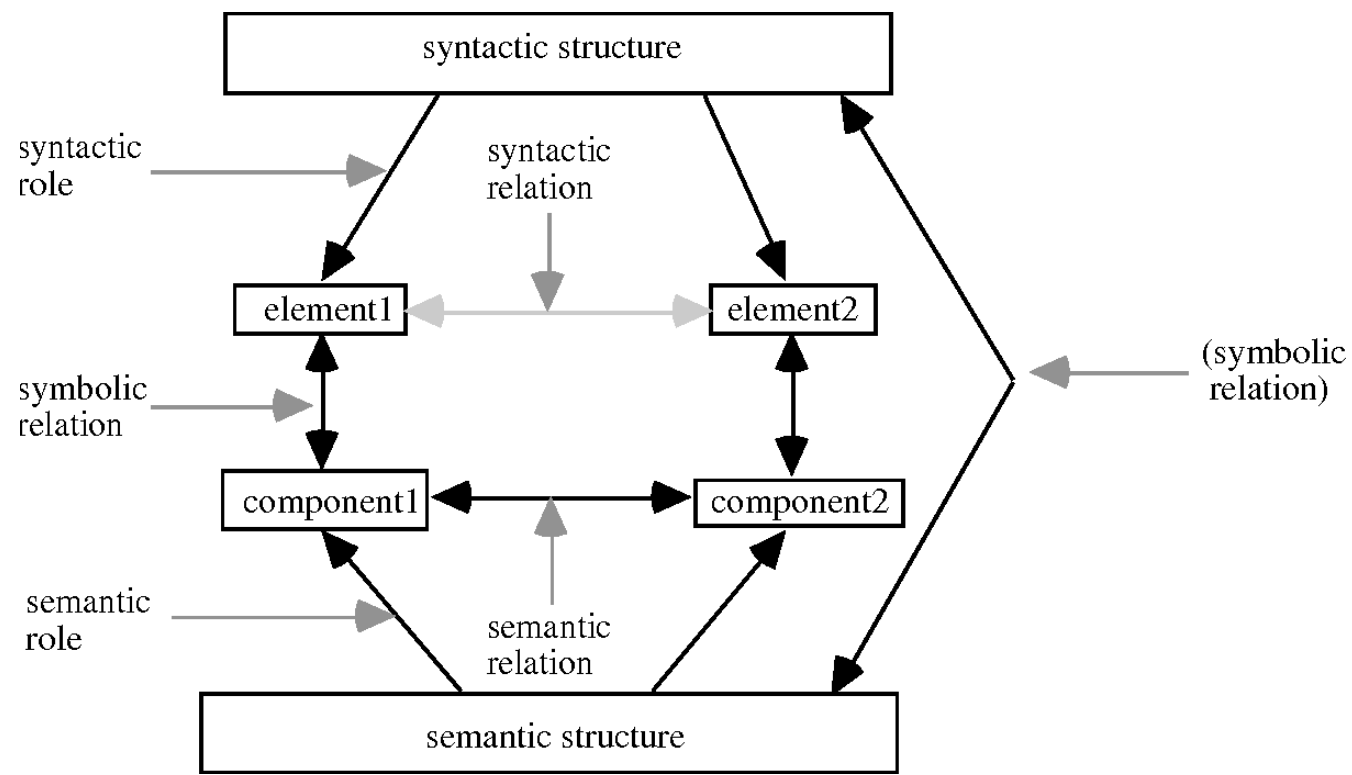 syntactic structure
syntactic
role
syntactic
relation
element1
element2
symbolic
relation
(symbolic
relation)
component1
component2
semantic
role
semantic
relation
semantic structure